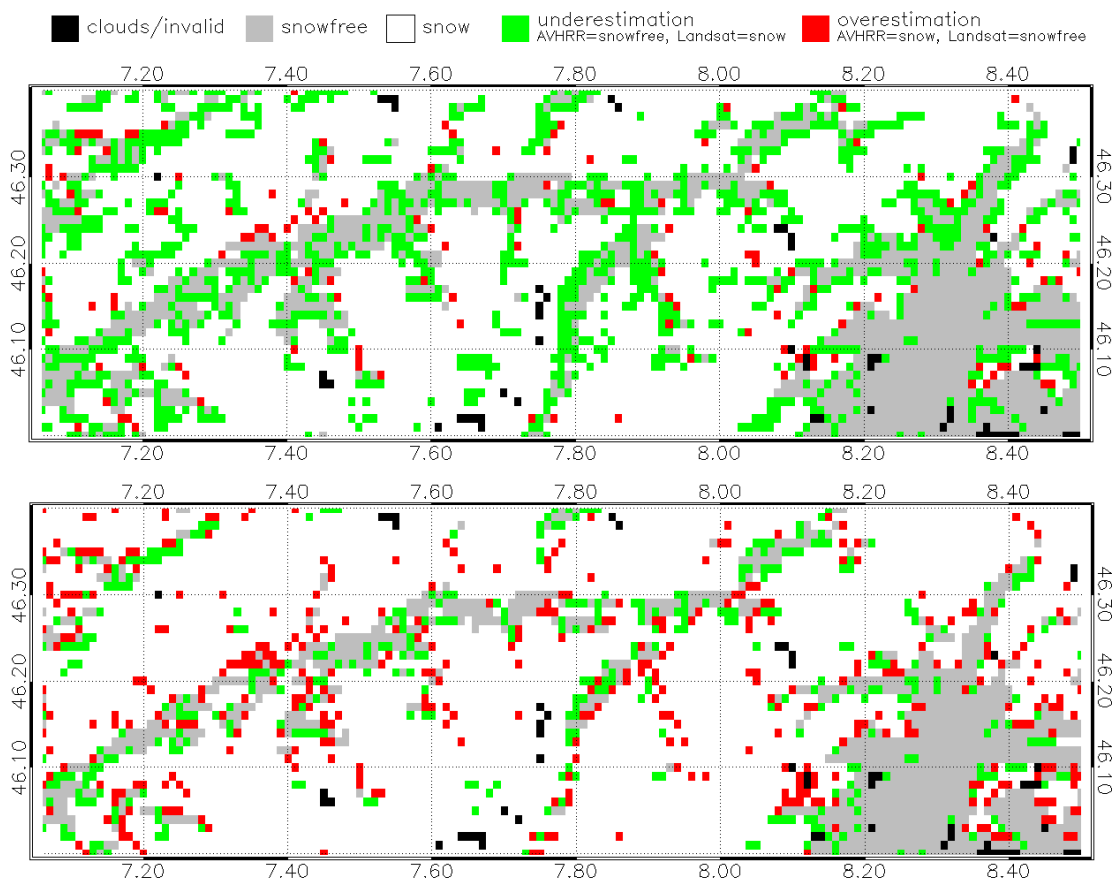 clouds/invalid snowfree snow underestimation overestimation
AVHRR=snowfree, Landsat=snow AVHRR=snow, Landsat=snowfree
7.20 7.40 7.60 7.80 8.00 8.20 8.40
46.30 46.30
46.20 46.20
46.10 46.10
7.20 7.40 7.60 7.80 8.00 8.20 8.40
7.20 7.40 7.60 7.80 8.00 8.20 8.40
46.30 46.30
46.20 46.20
46.10 46.10
7.20 7.40 7.60 7.80 8.00 8.20 8.40